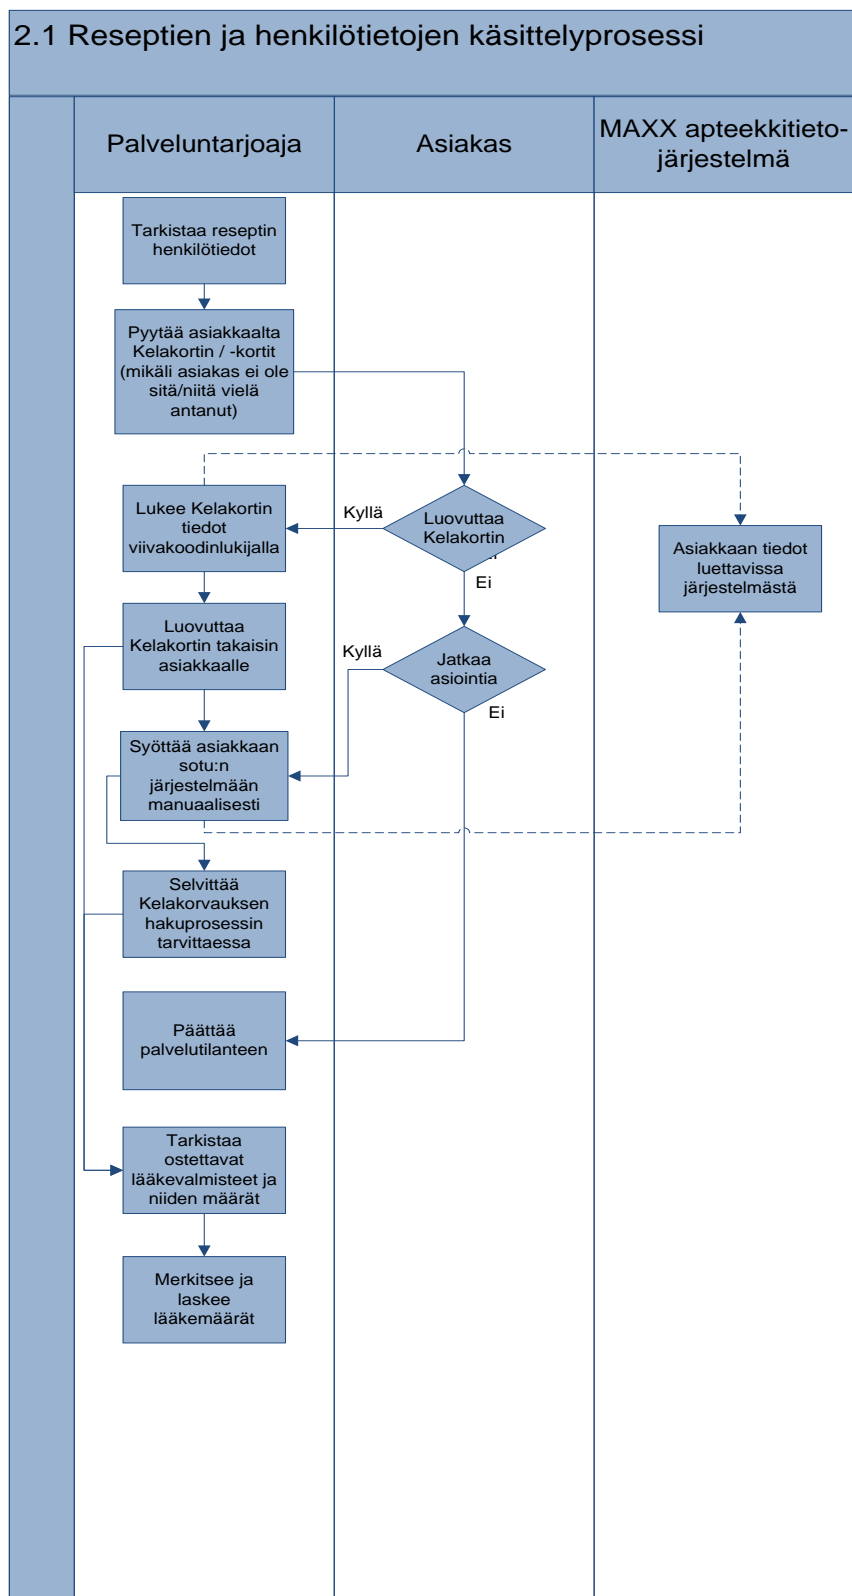 2.1 Reseptien ja henkilötietojen käsittelyprosessi
Palveluntarjoaja
Asiakas
MAXX apteekkitieto-
järjestelmä
Tarkistaa reseptin
henkilötiedot
Pyytää asiakkaalta
Kelakortin / -kortit
(mikäli asiakas ei ole
sitä/niitä vielä
antanut)
Lukee Kelakortin
tiedot
viivakoodinlukijalla
Kyllä
Luovuttaa
Kelakortin
Ei
Asiakkaan tiedot
luettavissa
järjestelmästä
Luovuttaa
Kelakortin takaisin
asiakkaalle
Kyllä
Jatkaa
asiointia
Ei
Syöttää asiakkaan
sotu:n
järjestelmään
manuaalisesti
Selvittää
Kelakorvauksen
hakuprosessin
tarvittaessa
Päättää
palvelutilanteen
Tarkistaa
ostettavat
lääkevalmisteet ja
niiden määrät
Merkitsee ja
laskee
lääkemäärät